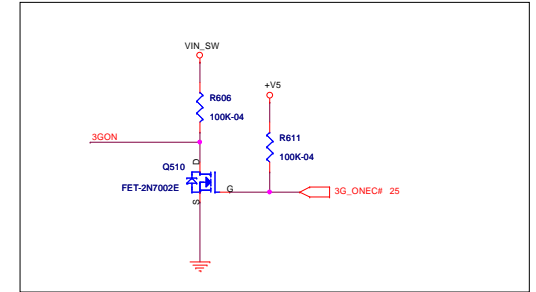 VIN_SW
+V5
R606
100K-04
R611
100K-04
3GON
Q510
D
FET-2N7002E
G
S
3G_ONEC# 25